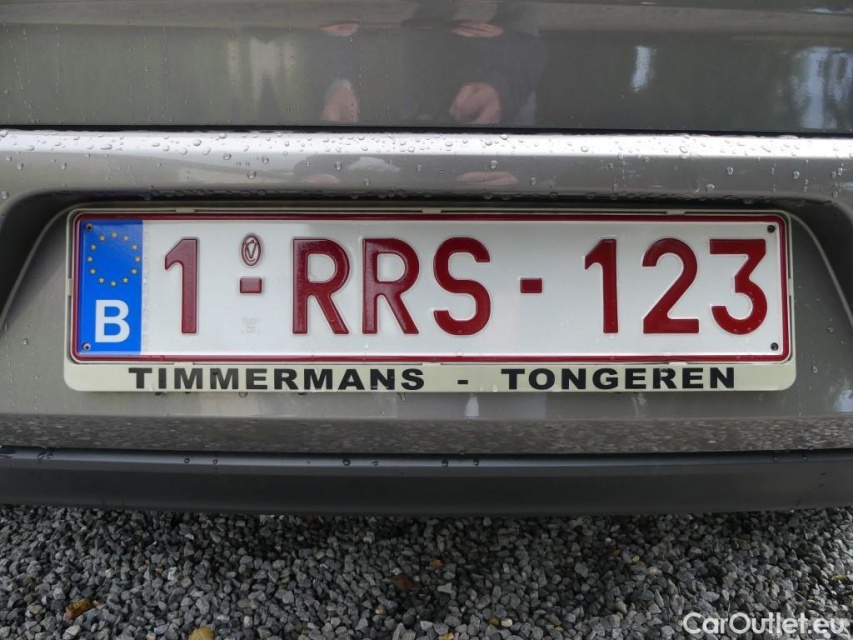 B 1-RRS-123
TIMMERMANS - TONGEREN
CarOutlet.eu